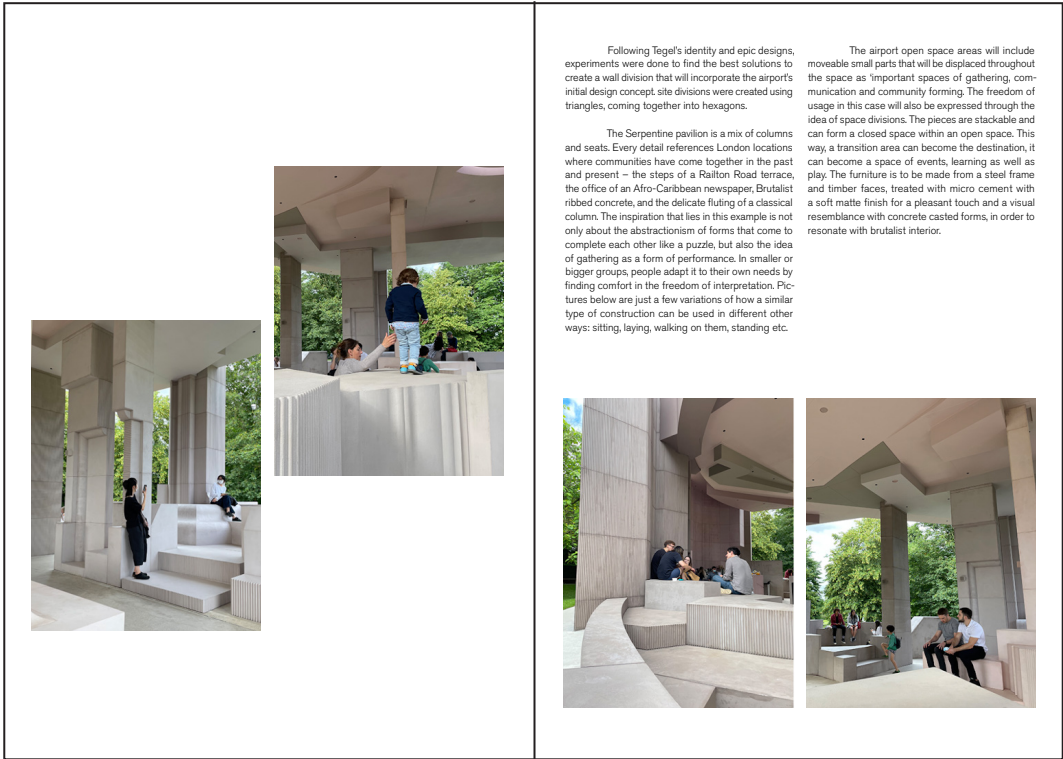 Following Tegel's identity and epic designs,
experiments were done to find the best solutions to
create a wall division that will incorporate the airport's
initial design concept. site divisions were created using
triangles, coming together into hexagons.
The Serpentine pavilion is a mix of columns
and seats. Every detail references London locations
where communities have come together in the past
and present – the steps of a Railton Road terrace,
the office of an Afro-Caribbean newspaper, Brutalist
ribbed concrete, and the delicate fluting of a classical
column. The inspiration that lies in this example is not
only about the abstractionism of forms that come to
complete each other like a puzzle, but also the idea
of gathering as a form of performance. In smaller or
bigger groups, people adapt it to their own needs by
finding comfort in the freedom of interpretation. Pic-
tures below are just a few variations of how a similar
type of construction can be used in different other
ways: sitting, laying, walking on them, standing etc.
The airport open space areas will include
moveable small parts that will be displaced throughout
the space as 'important spaces of gathering, com-
munication and community forming. The freedom of
usage in this case will also be expressed through the
idea of space divisions. The pieces are stackable and
can form a closed space within an open space. This
way, a transition area can become the destination, it
can become a space of events, learning as well as
play. The furniture is to be made from a steel frame
and timber faces, treated with micro cement with
a soft matte finish for a pleasant touch and a visual
resemblance with concrete casted forms, in order to
resonate with brutalist interior.